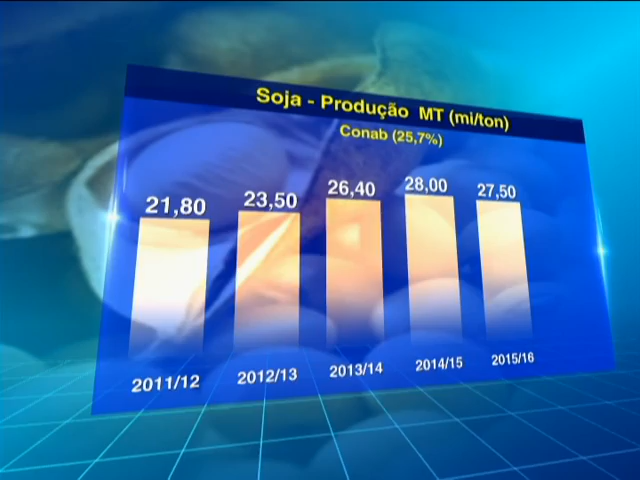 Soja - Produção MT (mi/ton)
Conab (25,7%)
21,80 23,50 26,40 28,00 27,50
2011/12 2012/13 2013/14 2014/15 2015/16